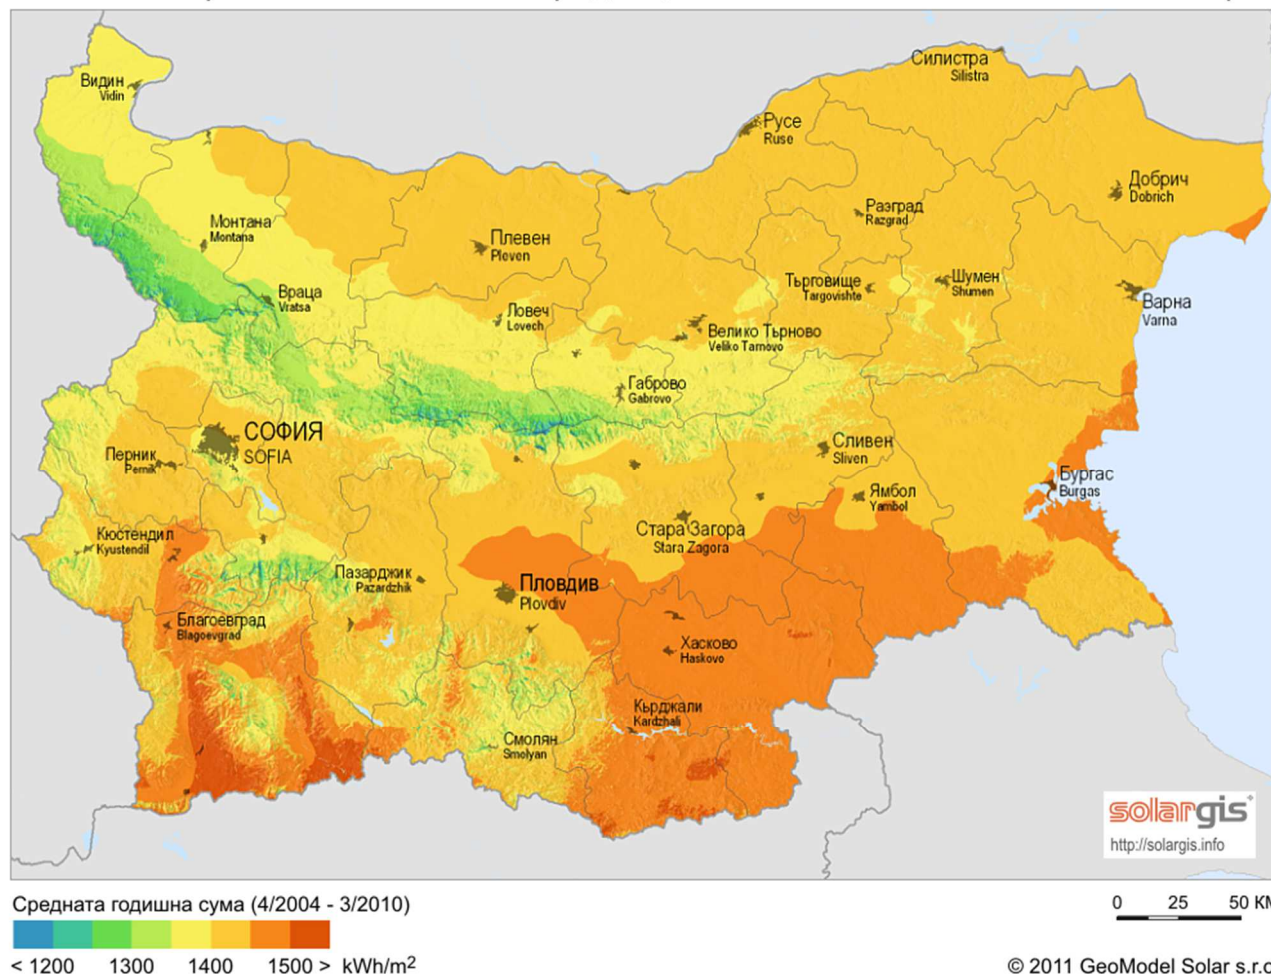 Видин
Vidin
Силистра
Silistra
Русе
Ruse
Добрич
Dobrich
Разград
Razgrad
Монтана
Montana
Плевен
Pleven
Враца
Vratsa
Търговище
Targovishte
Шумен
Shumen
Варна
Varna
Ловеч
Lovech
Велико Търново
Veliko Tarnovo
Габрово
Gabrovo
СОФИЯ
SOFIA
Перник
Pernik
Сливен
Sliven
Бургас
Burgas
Ямбол
Yambol
Стара Загора
Stara Zagora
Кюстендил
Kyustendil
Пазарджик
Pazardzhik
Пловдив
Plovdiv
Благоевград
Blagoevgrad
Хасково
Haskovo
Кърджали
Kardzhali
Смолян
Smolyan
solargis
http://solargis.info
Средната годишна сума (4/2004 - 3/2010)
< 1200 1300 1400 1500 > kWh/m²
0 25 50 КМ
© 2011 GeoModel Solar s.r.o